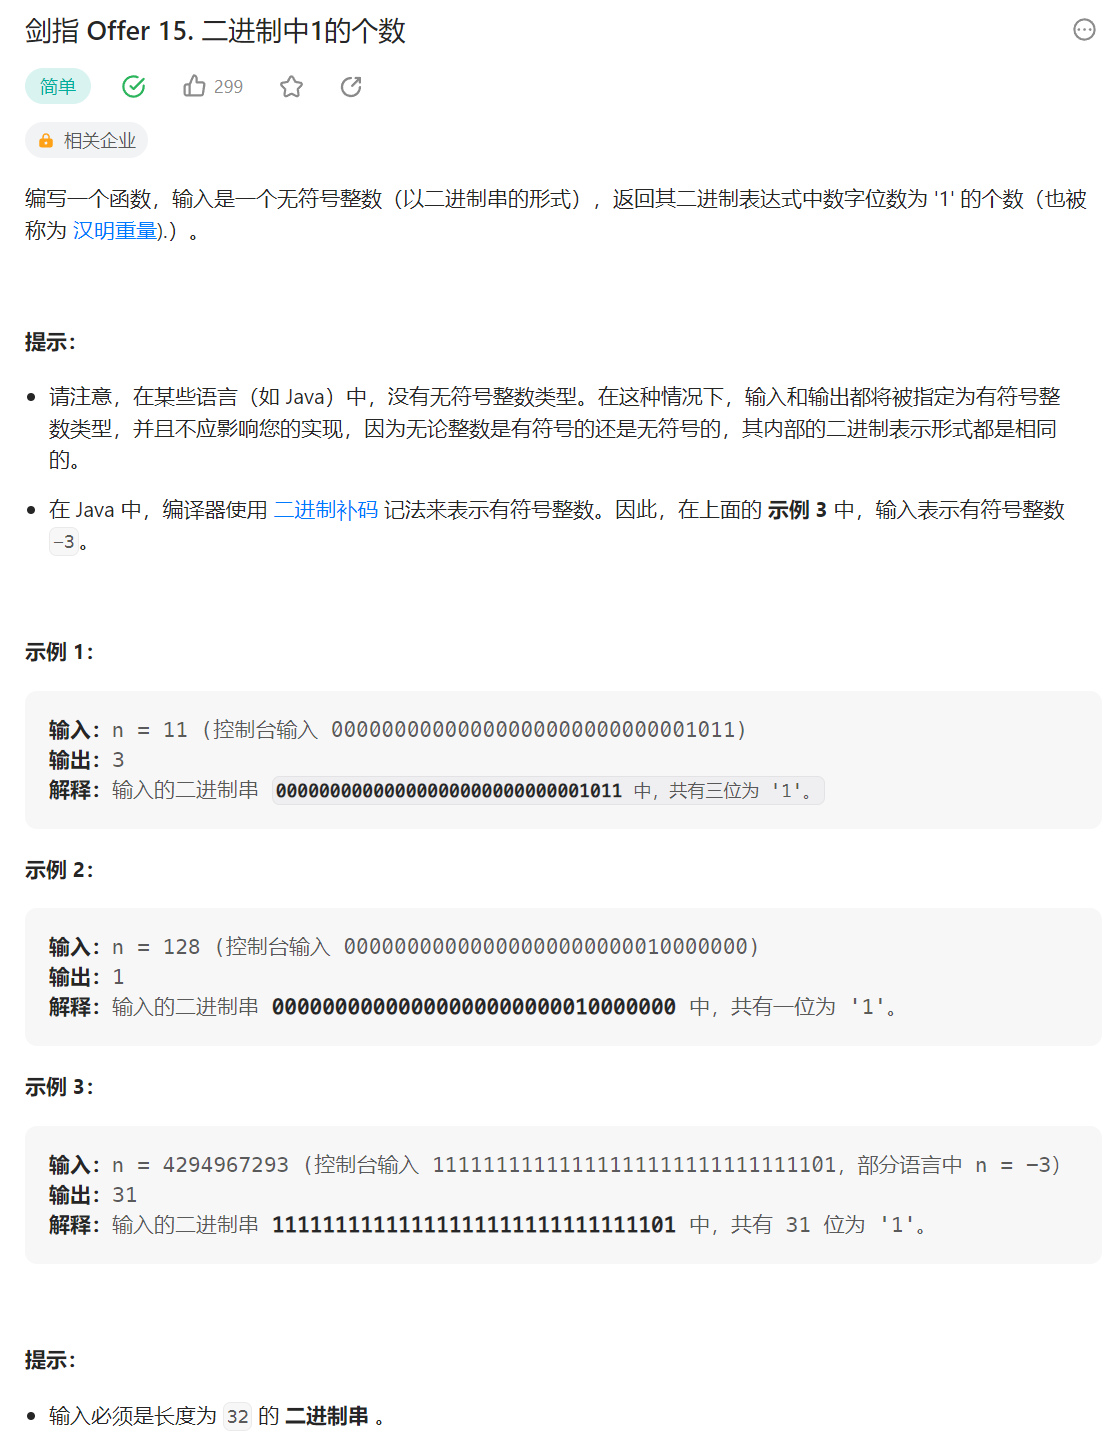 剑指 Offer 15. 二进制中1的个数
简单 299
相关企业
编写一个函数，输入是一个无符号整数（以二进制串的形式），返回其二进制表达式中数字位数为 '1' 的个数（也被
称为 汉明重量).）。
提示：
请注意，在某些语言（如 Java）中，没有无符号整数类型。在这种情况下，输入和输出都将被指定为有符号整
数类型，并且不应影响您的实现，因为无论整数是有符号的还是无符号的，其内部的二进制表示形式都是相同
的。
在 Java 中，编译器使用 二进制补码 记法来表示有符号整数。因此，在上面的 示例 3 中，输入表示有符号整数
-3。
示例 1：
输入：n = 11 (控制台输入 00000000000000000000000000001011)
输出：3
解释：输入的二进制串 00000000000000000000000000001011 中，共有三位为 '1'。
示例 2：
输入：n = 128 (控制台输入 00000000000000000000000010000000)
输出：1
解释：输入的二进制串 00000000000000000000000010000000 中，共有一位为 '1'。
示例 3：
输入：n = 4294967293 (控制台输入 11111111111111111111111111111101，部分语言中 n = -3）
输出：31
解释：输入的二进制串 11111111111111111111111111111101 中，共有 31 位为 '1'。
提示：
输入必须是长度为 32 的 二进制串 。